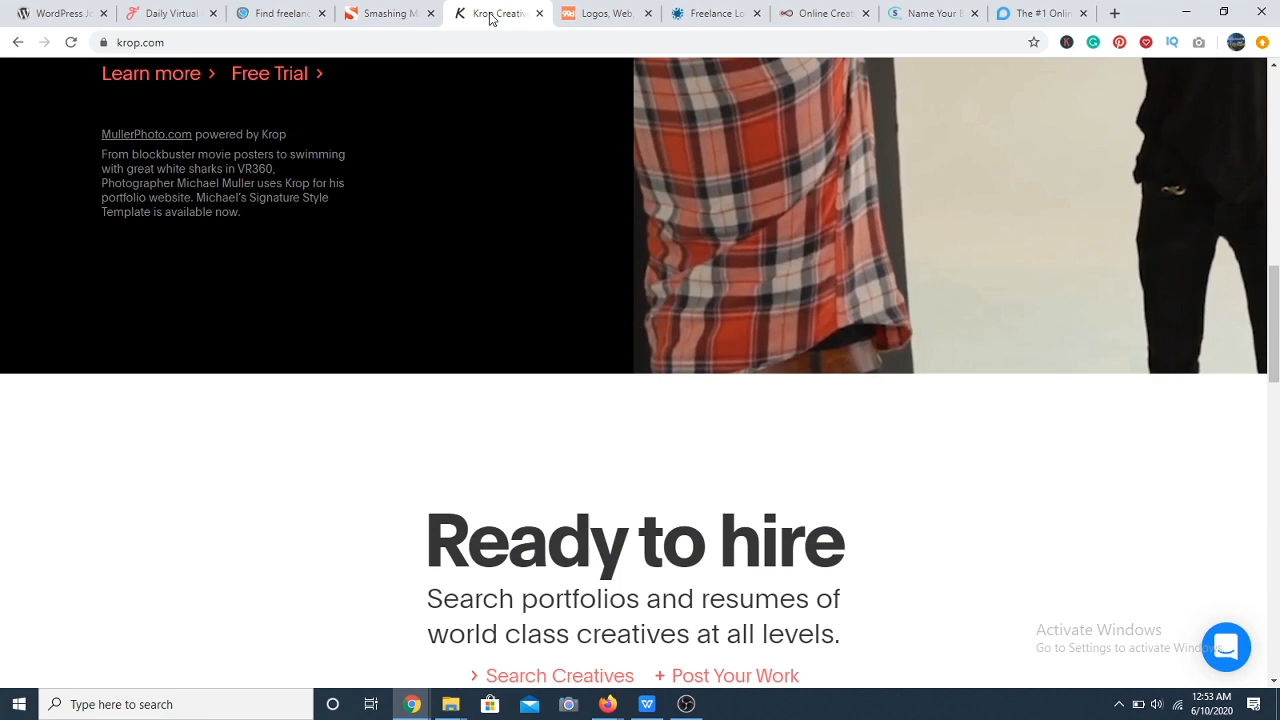 WordPress Jo
Daily Virtual
Find freelanc
Smashing M
Krop Creativ
Logos, Web
Freelance Lo
Online Creat
Name Your B
The #1 Onlin
krop.com
Learn more > Free Trial >
MullerPhoto.com powered by Krop
From blockbuster movie posters to swimming
with great white sharks in VR360,
Photographer Michael Muller uses Krop for his
portfolio website. Michael's Signature Style
Template is available now.
Ready to hire
Search portfolios and resumes of
world class creatives at all levels.
> Search Creatives + Post Your Work
Activate Windows
Go to Settings to activate Windows.
Type here to search
12:53 AM
6/10/2020